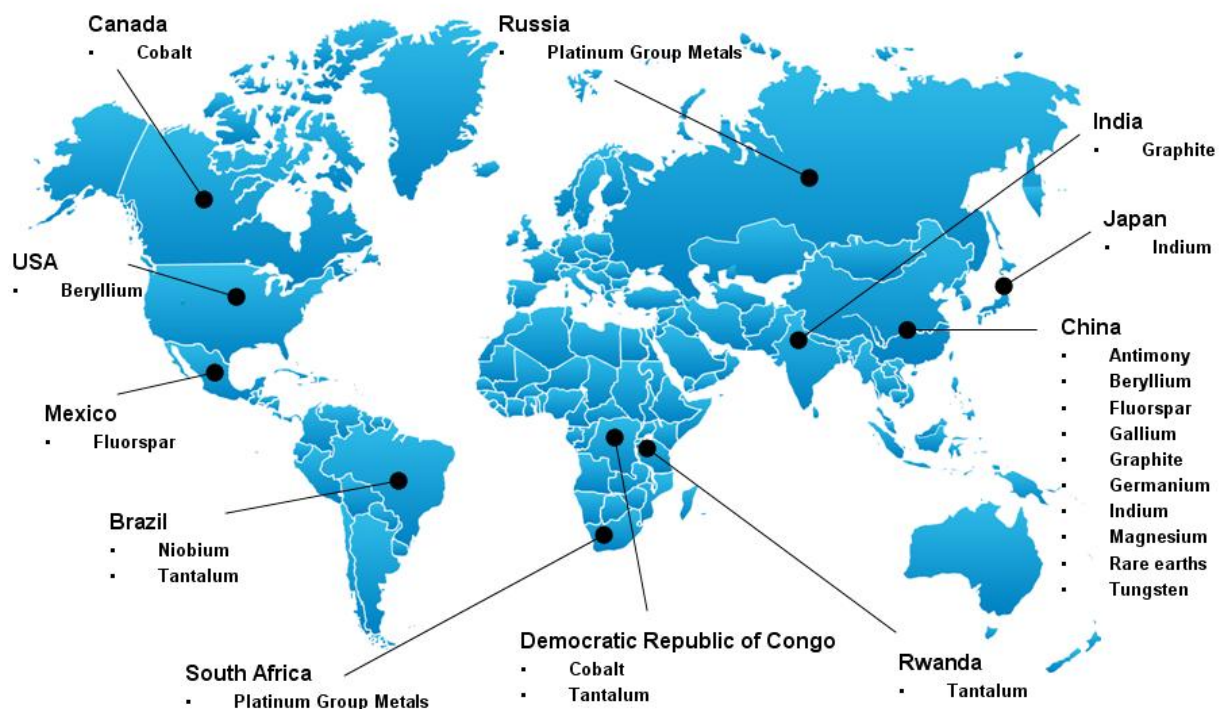 Canada
▪ Cobalt
Russia
▪ Platinum Group Metals
India
▪ Graphite
Japan
▪ Indium
USA
▪ Beryllium
China
▪ Antimony
▪ Beryllium
▪ Fluorspar
▪ Gallium
▪ Graphite
▪ Germanium
▪ Indium
▪ Magnesium
▪ Rare earths
▪ Tungsten
Mexico
▪ Fluorspar
Brazil
▪ Niobium
▪ Tantalum
South Africa
▪ Platinum Group Metals
Democratic Republic of Congo
▪ Cobalt
▪ Tantalum
Rwanda
▪ Tantalum